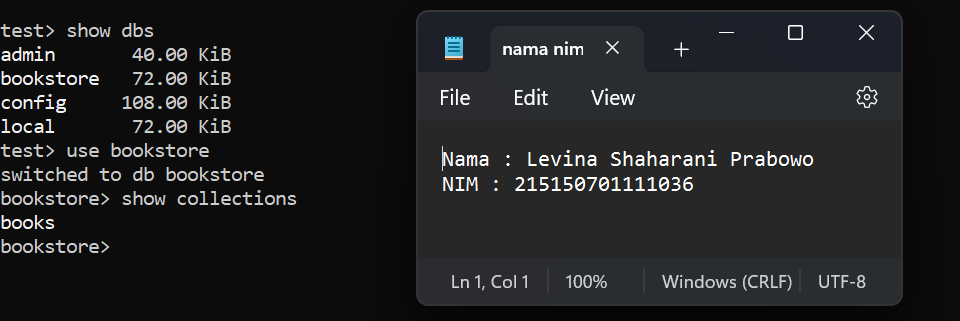 test> show dbs
admin       40.00 KiB
bookstore   72.00 KiB
config     108.00 KiB
local       72.00 KiB
test> use bookstore
switched to db bookstore
bookstore> show collections
books
bookstore>
nama nim
File Edit View
Nama : Levina Shaharani Prabowo
NIM : 215150701111036
Ln 1, Col 1 100% Windows (CRLF) UTF-8